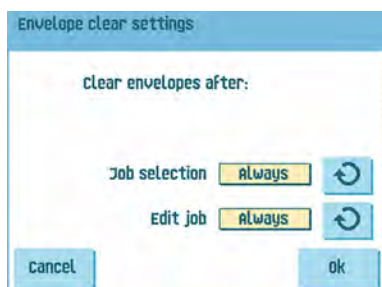 Envelope clear settings
Clear envelopes after:
Job selection Always
Edit job Always
Cancel Ok